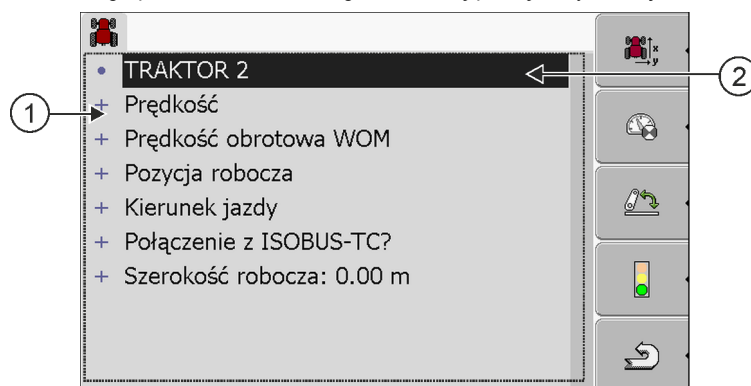 TRAKTOR 2
Prędkość
Prędkość obrotowa WOM
Pozycja robocza
Kierunek jazdy
Połączenie z ISOBUS-TC?
Szerokość robocza: 0.00 m
1
2
x
y